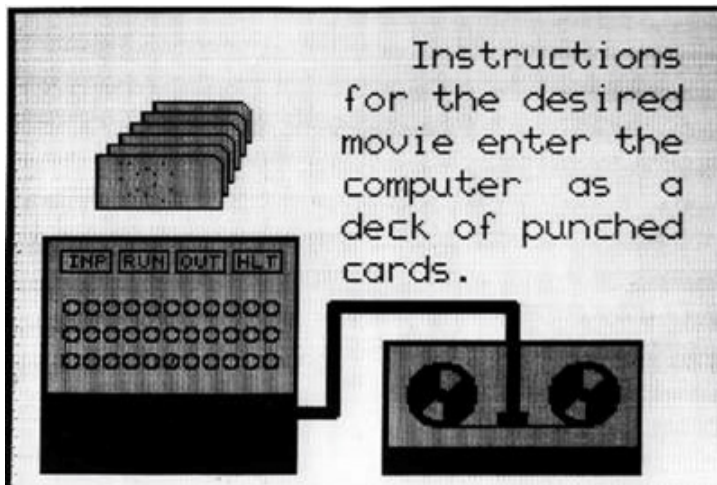 Instructions
for the desired
movie enter the
computer as a
deck of punched
cards.
INP RUN OUT HLT